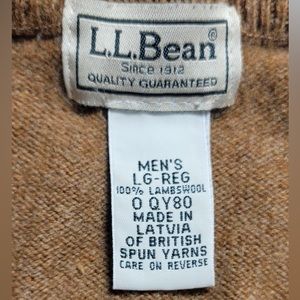 L.L.Bean®
Since 1912
QUALITY GUARANTEED
MEN'S
LG-REG
100% LAMBSWOOL
0 QY80
MADE IN
LATVIA
OF BRITISH
SPUN YARNS
CARE ON REVERSE